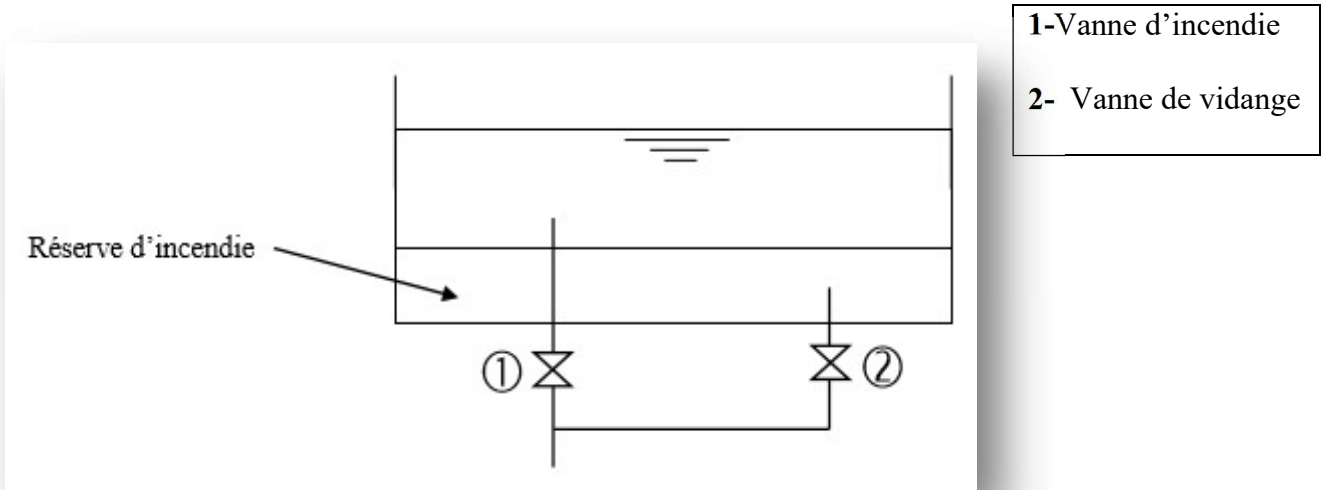 1-Vanne d’incendie
2- Vanne de vidange
Réserve d’incendie
① ②